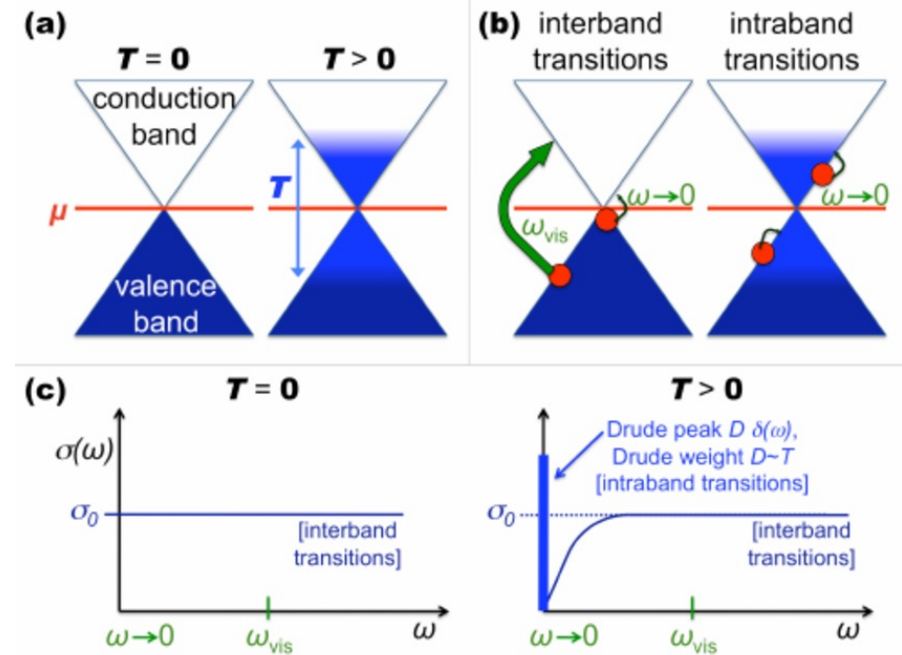 (a)
T = 0
T > 0
conduction
band
T
μ
valence
band
(b)
interband
transitions
intraband
transitions
ω→0
ω→0
ωvis
(c)
T = 0
σ(ω)
σ0
[interband
transitions]
ω→0
ωvis
ω
T > 0
Drude peak D δ(ω),
Drude weight D~T
[intraband transitions]
σ0
[interband
transitions]
ω→0
ωvis
ω